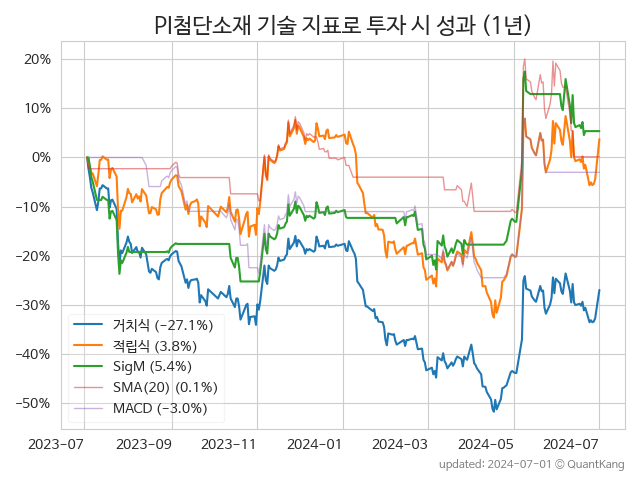 PI첨단소재 기술 지표로 투자 시 성과 (1년)
20%
10%
0%
−10%
−20%
−30%
−40%
−50%
거치식 (−27.1%)
적립식 (3.8%)
SigM (5.4%)
SMA(20) (0.1%)
MACD (−3.0%)
2023-07 2023-09 2023-11 2024-01 2024-03 2024-05 2024-07
updated: 2024-07-01 © QuantKang